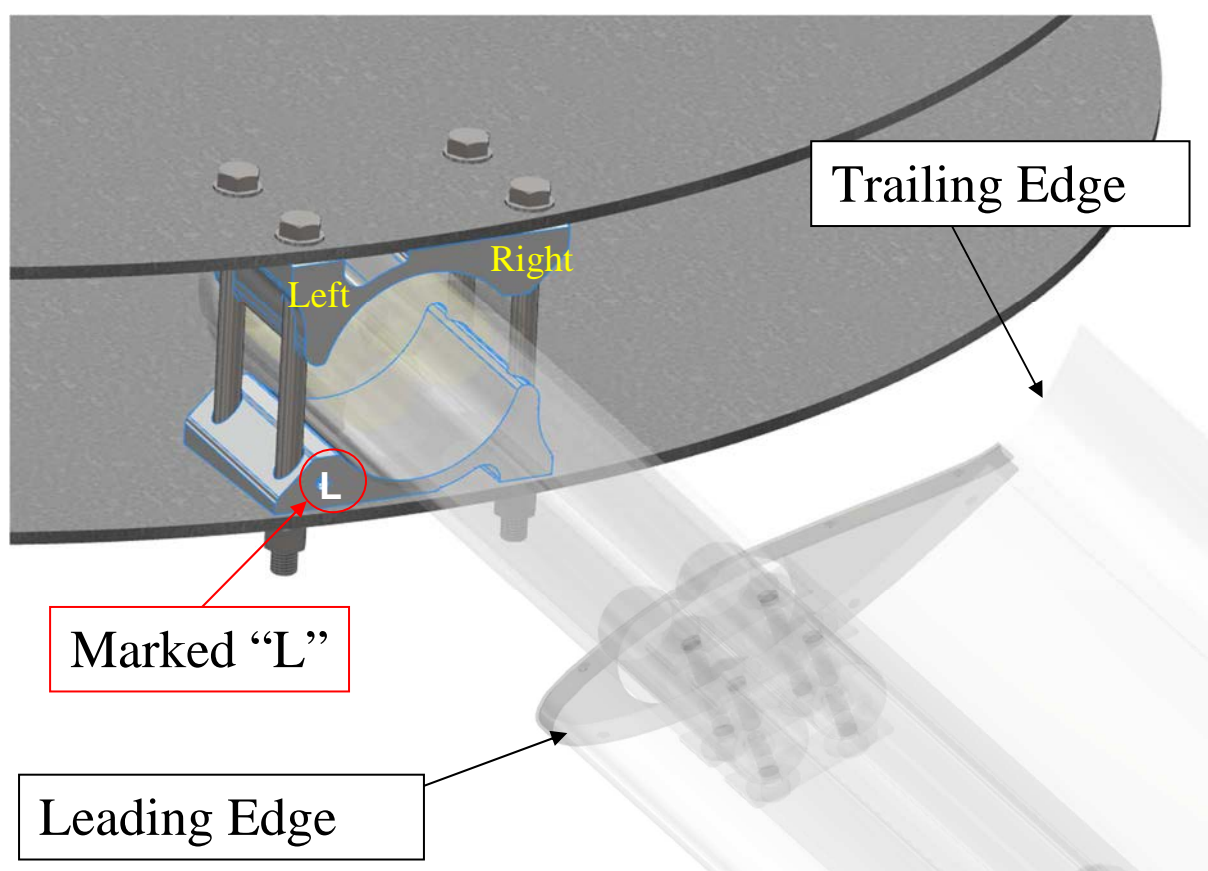 Trailing Edge
Right
Left
L
Marked “L”
Leading Edge